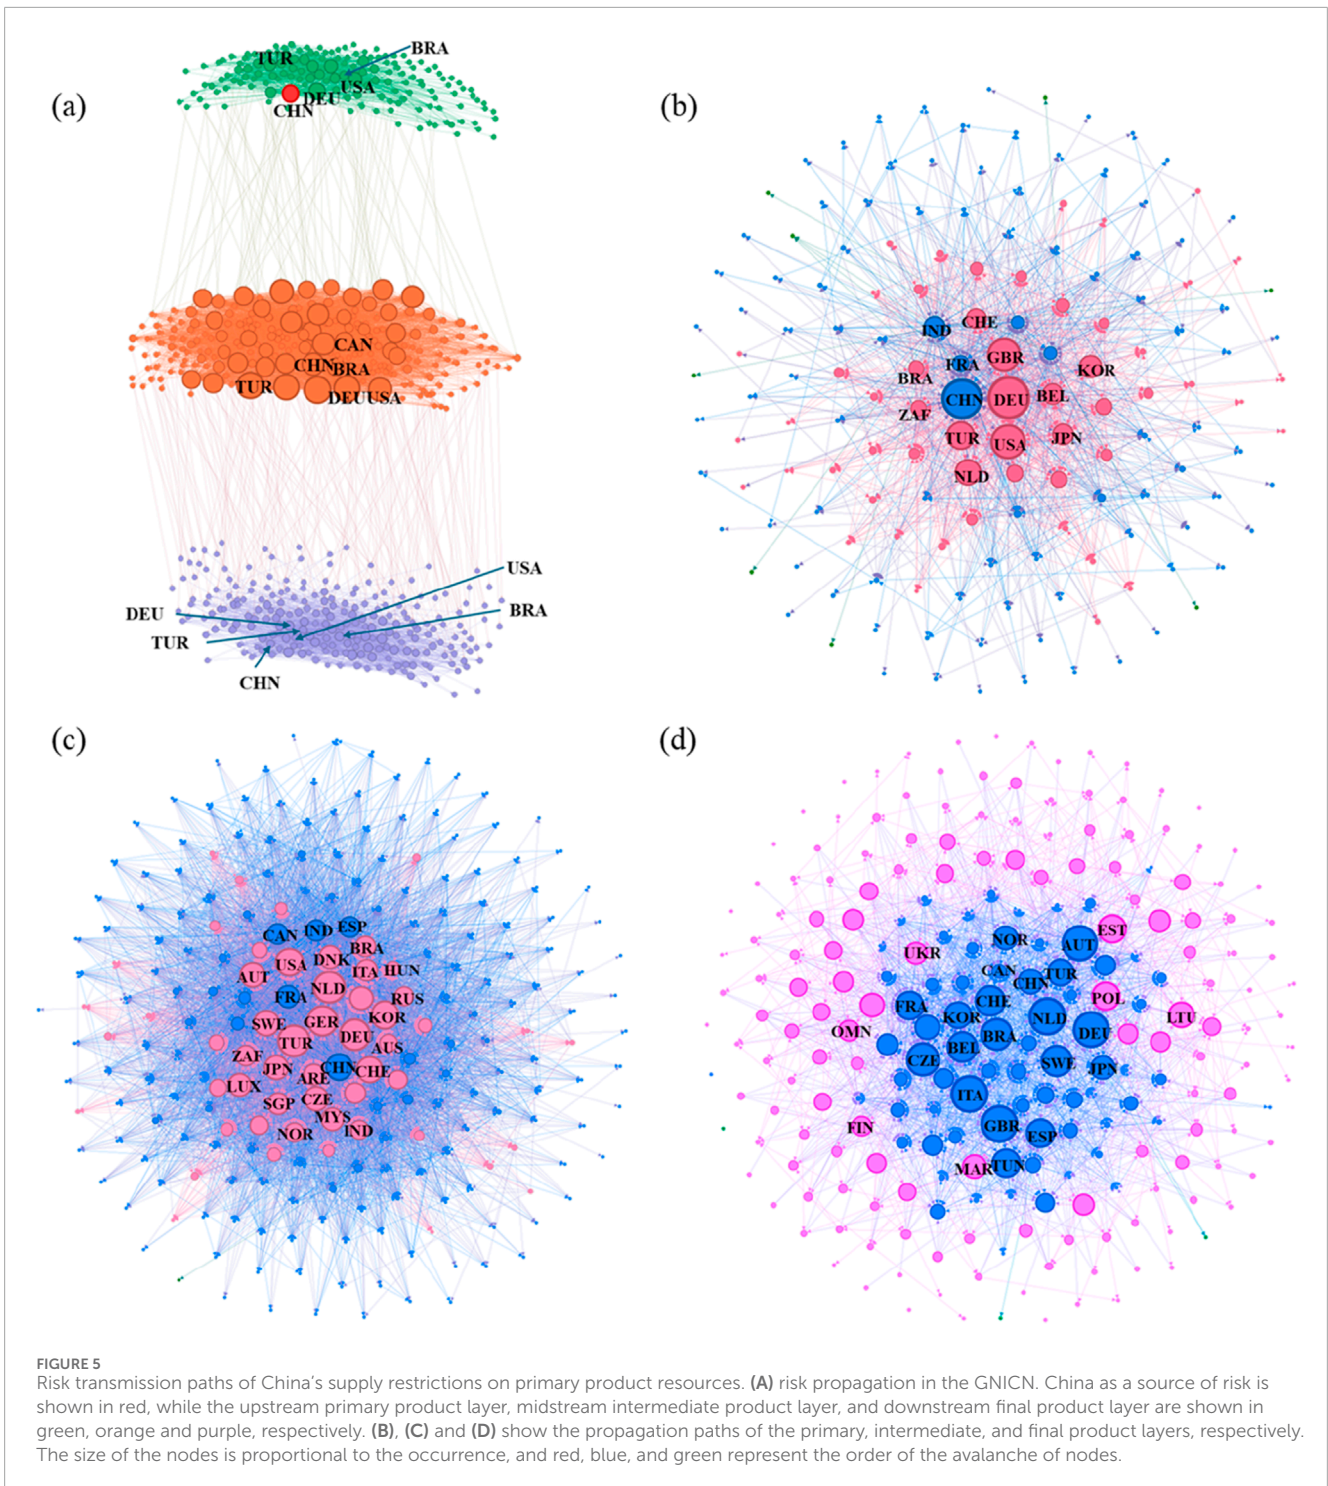 (a)
TUR
BRA
USA
DEU
CHN
CAN
CHN
BRA
TUR
DEU
USA
USA
DEU
BRA
TUR
CHN
(b)
IND
CHE
FRA
GBR
BRA
KOR
CHN
DEU
BEL
ZAF
TUR
USA
JPN
NLD
(c)
CAN
IND
ESP
BRA
USA
DNK
AUT
ITA
HUN
FRA
NLD
RUS
SWE
GER
KOR
TUR
DEU
AUS
ZAF
JPN
ARE
CHN
CHE
LUX
SGP
CZE
MYS
NOR
IND
(d)
NOR
AUT
EST
UKR
CAN
TUR
CHN
FRA
CHE
POL
KOR
NLD
LTU
OMN
BRA
DEU
BEL
CZE
SWE
JPN
ITA
FIN
GBR
ESP
MAR
TUN
FIGURE 5
Risk transmission paths of China's supply restrictions on primary product resources. (A) risk propagation in the GNICN. China as a source of risk is
shown in red, while the upstream primary product layer, midstream intermediate product layer, and downstream final product layer are shown in
green, orange and purple, respectively. (B), (C) and (D) show the propagation paths of the primary, intermediate, and final product layers, respectively.
The size of the nodes is proportional to the occurrence, and red, blue, and green represent the order of the avalanche of nodes.